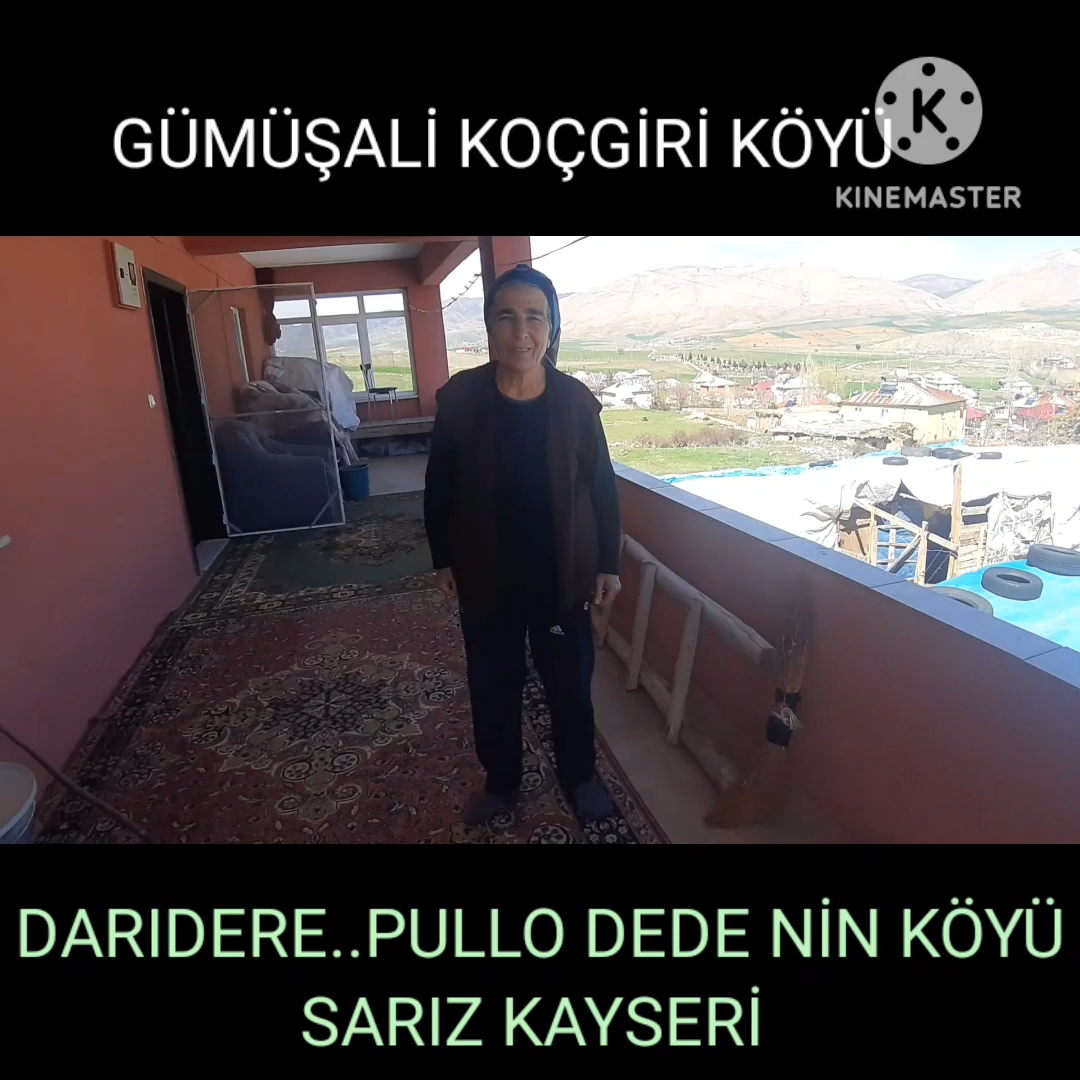 GÜMÜŞALİ KOÇGİRİ KÖYÜ
KINEMASTER
DARIDERE..PULLO DEDE NİN KÖYÜ
SARIZ KAYSERİ